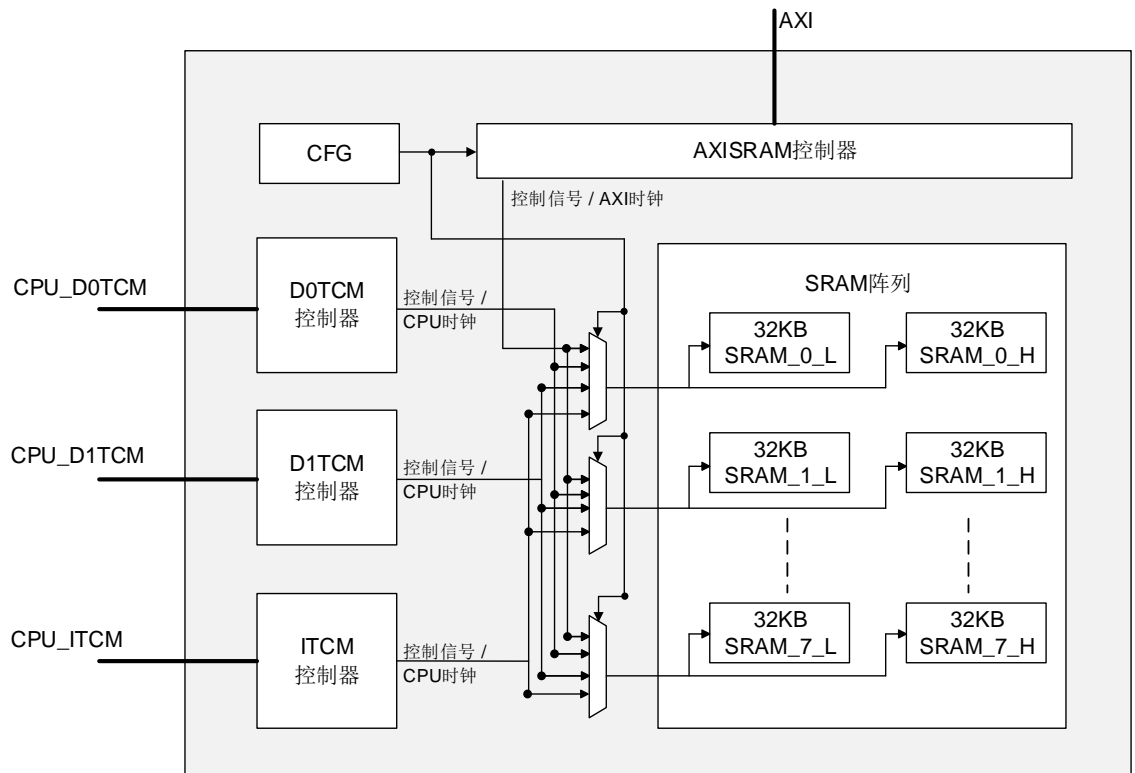 AXI
CFG
AXISRAM控制器
控制信号 / AXI时钟
CPU_D0TCM
D0TCM
控制器
控制信号 /
CPU时钟
SRAM阵列
32KB
SRAM_0_L
32KB
SRAM_0_H
CPU_D1TCM
D1TCM
控制器
控制信号 /
CPU时钟
32KB
SRAM_1_L
32KB
SRAM_1_H
CPU_ITCM
ITCM
控制器
控制信号 /
CPU时钟
32KB
SRAM_7_L
32KB
SRAM_7_H